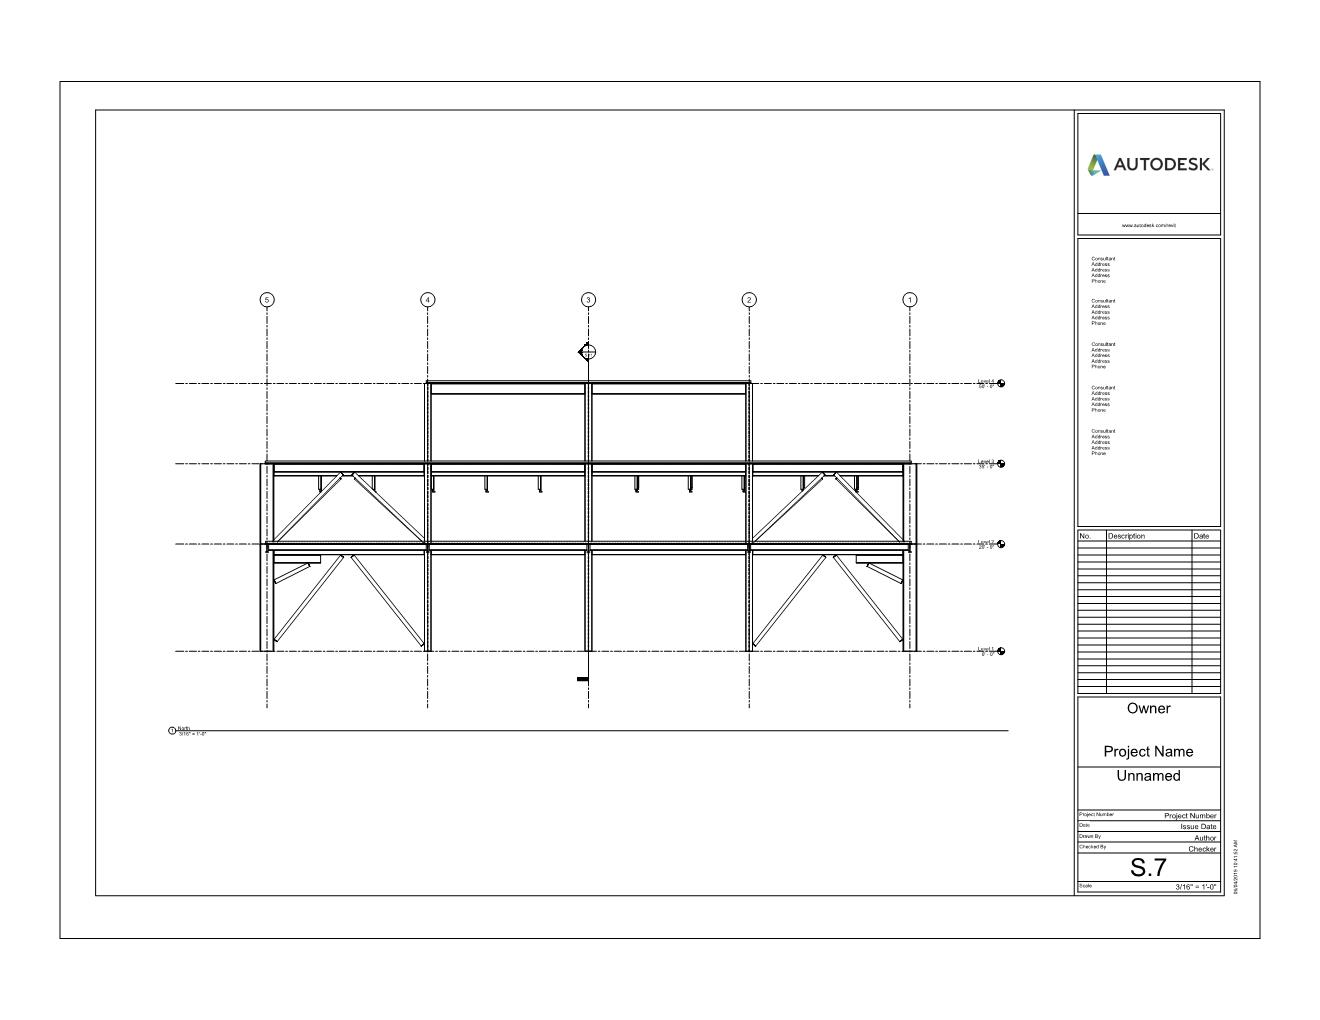 AUTODESK
www.autodesk.com/revit
Consultant
Address
Address
Address
Phone
Consultant
Address
Address
Address
Phone
Consultant
Address
Address
Address
Phone
Consultant
Address
Address
Address
Phone
Consultant
Address
Address
Address
Phone
5 4 3 2 1
Level 4
Level 3
Level 2
Level 1
0' - 0"
1 North
3/16" = 1'-0"
No. Description Date
Owner
Project Name
Unnamed
Project Number Project Number
Date Issue Date
Drawn By Author
Checked By Checker
S.7
Scale 3/16" = 1'-0"